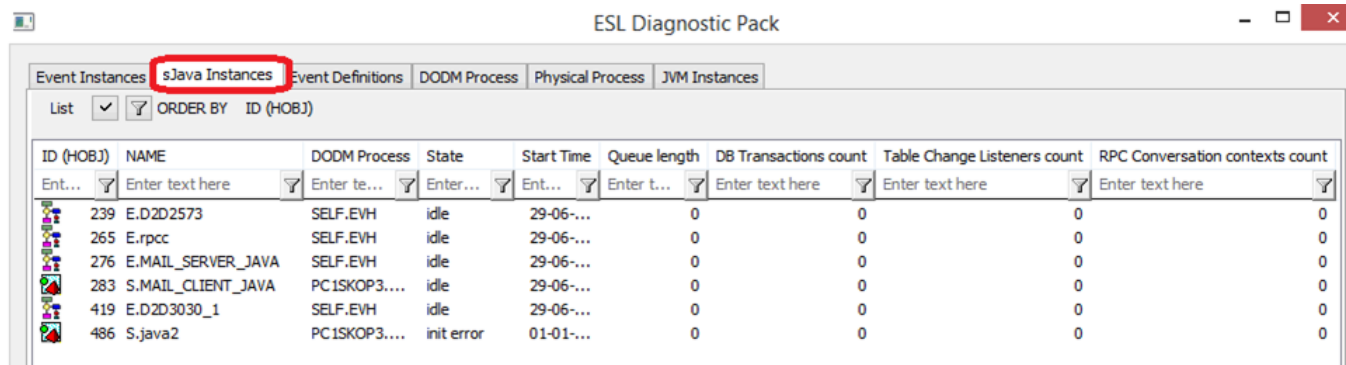 ESL Diagnostic Pack
Event Instances sJava Instances Event Definitions DODM Process Physical Process JVM Instances
List ORDER BY ID (HOBJ)
ID (HOBJ) NAME DODM Process State Start Time Queue length DB Transactions count Table Change Listeners count RPC Conversation contexts count
Ent... Enter text here Enter te... Enter... Ent... Enter t... Enter text here Enter text here Enter text here
239 E.D2D2573 SELF.EVH idle 29-06-... 0 0 0 0
265 E.rpcc SELF.EVH idle 29-06-... 0 0 0 0
276 E.MAIL_SERVER_JAVA SELF.EVH idle 29-06-... 0 0 0 0
283 S.MAIL_CLIENT_JAVA PC1SKOP3.... idle 29-06-... 0 0 0 0
419 E.D2D3030_1 SELF.EVH idle 29-06-... 0 0 0 0
486 S.java2 PC1SKOP3.... init error 01-01-... 0 0 0 0